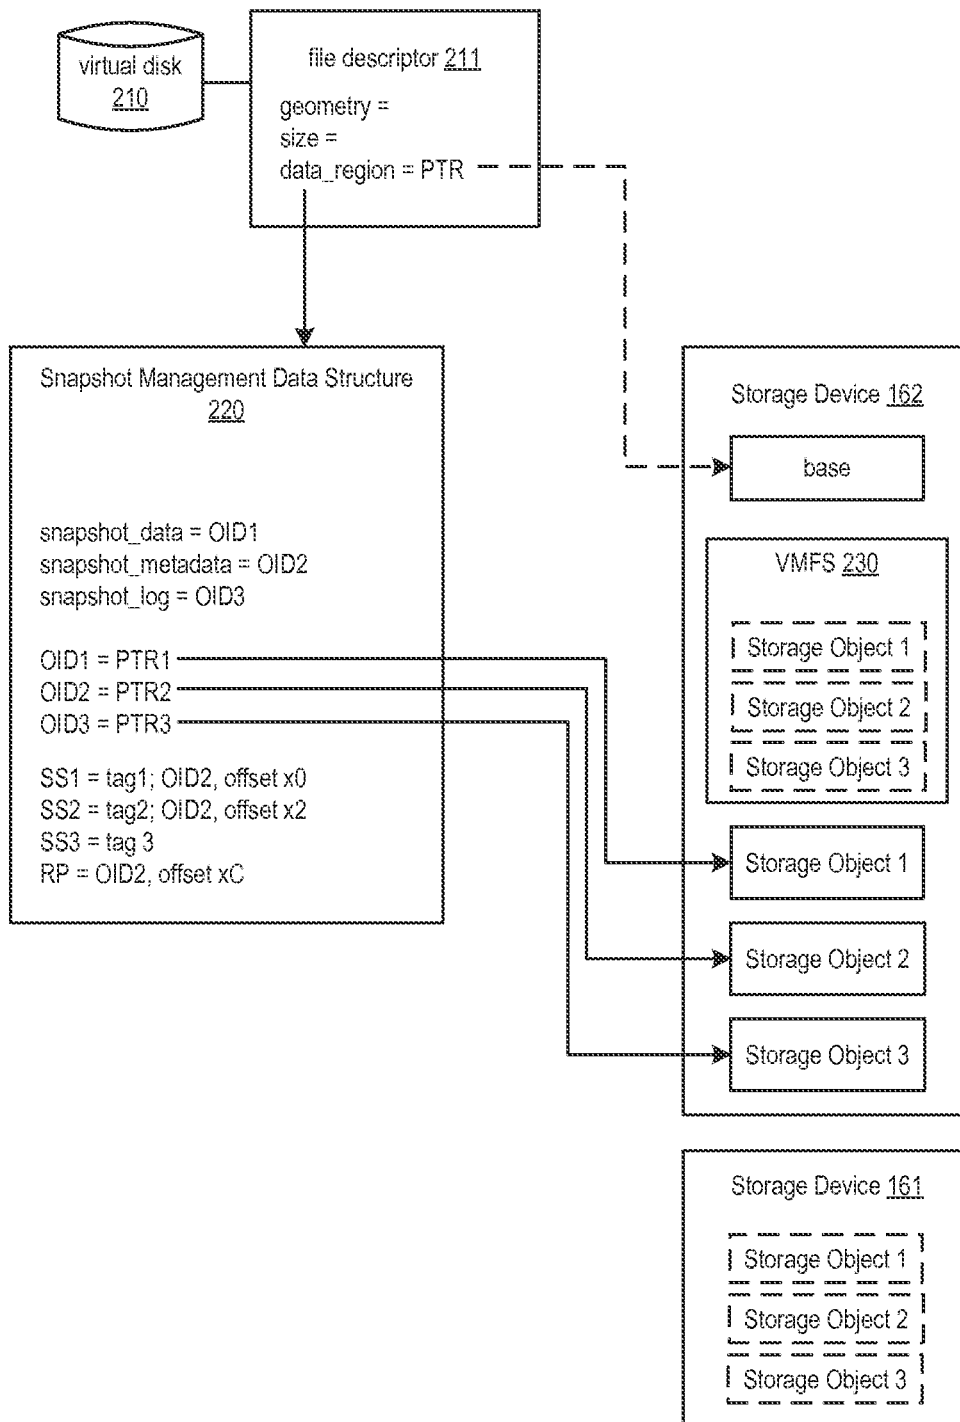 virtual disk
210
file descriptor 211
geometry =
size =
data_region = PTR
Snapshot Management Data Structure
220
snapshot_data = OID1
snapshot_metadata = OID2
snapshot_log = OID3
OID1 = PTR1
OID2 = PTR2
OID3 = PTR3
SS1 = tag1; OID2, offset x0
SS2 = tag2; OID2, offset x2
SS3 = tag 3
RP = OID2, offset xC
Storage Device 162
base
VMFS 230
Storage Object 1
Storage Object 2
Storage Object 3
Storage Object 1
Storage Object 2
Storage Object 3
Storage Device 161
Storage Object 1
Storage Object 2
Storage Object 3